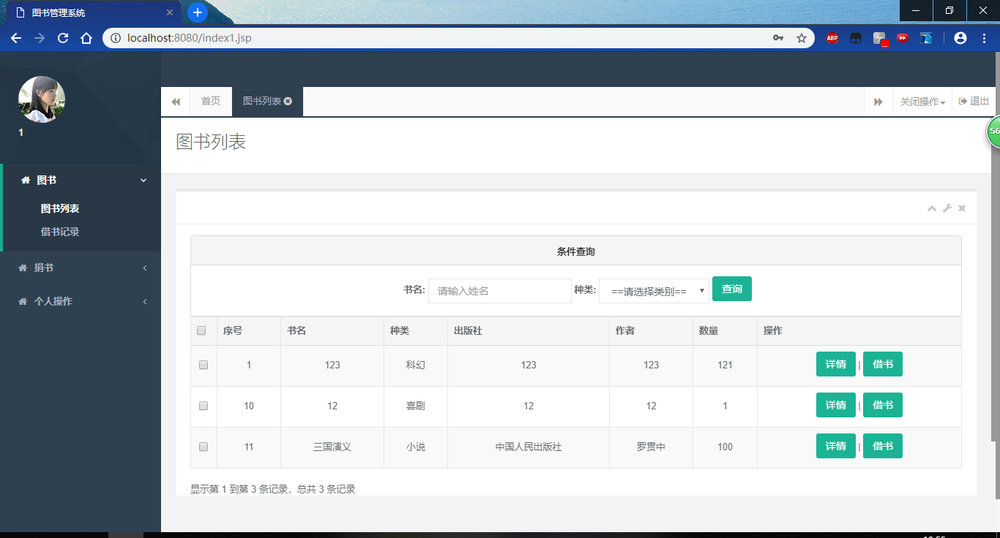 图书管理系统
localhost:8080/index1.jsp
ABP
...
1
首页
图书列表
关闭操作
退出
图书列表
56
图书
图书列表
借书记录
捐书
个人操作
条件查询
书名: 请输入姓名 种类: ==请选择类别== 查询
序号 书名 种类 出版社 作者 数量 操作
1 123 科幻 123 123 121 详情 | 借书
10 12 喜剧 12 12 1 详情 | 借书
11 三国演义 小说 中国人民出版社 罗贯中 100 详情 | 借书
显示第 1 到第 3 条记录，总共 3 条记录